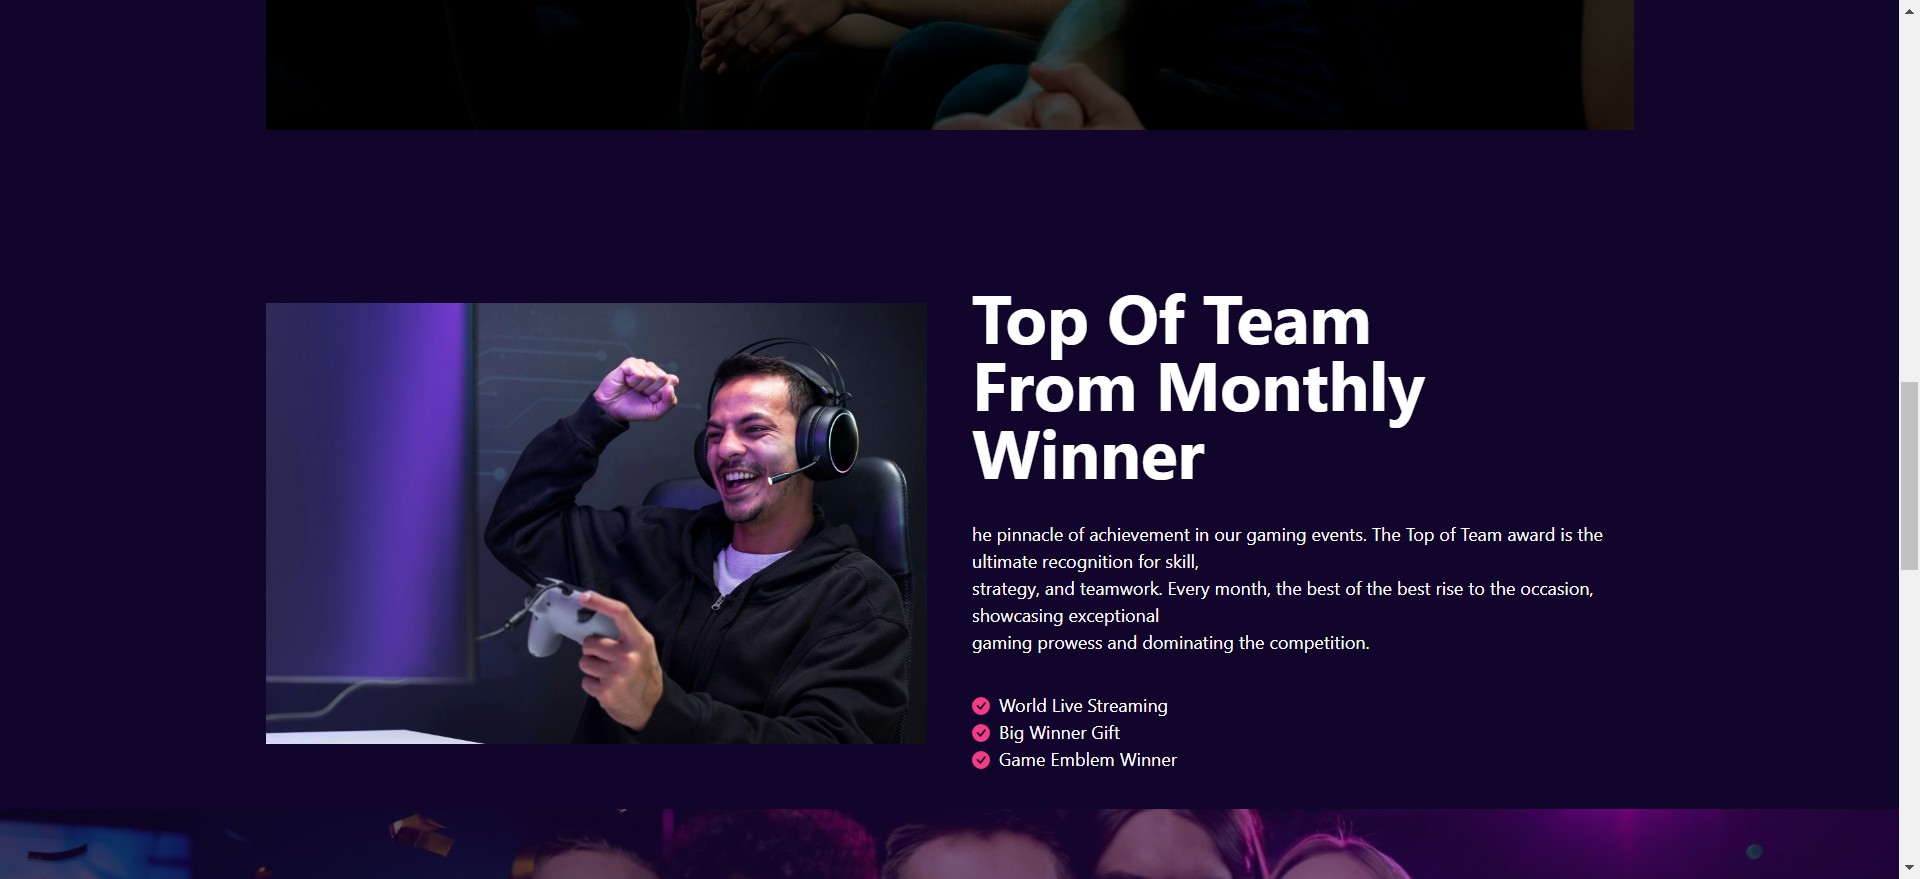 Top Of Team
From Monthly
Winner
he pinnacle of achievement in our gaming events. The Top of Team award is the
ultimate recognition for skill,
strategy, and teamwork. Every month, the best of the best rise to the occasion,
showcasing exceptional
gaming prowess and dominating the competition.
World Live Streaming
Big Winner Gift
Game Emblem Winner